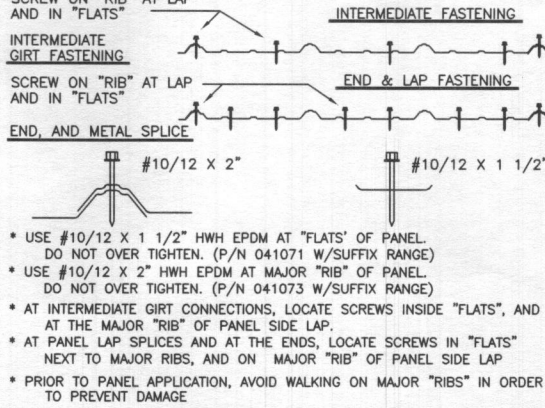 SCREW ON "RIB" AT LAP
AND IN "FLATS"
INTERMEDIATE FASTENING
INTERMEDIATE
GIRT FASTENING
SCREW ON "RIB" AT LAP
AND IN "FLATS"
END & LAP FASTENING
END, AND METAL SPLICE
#10/12 X 2"
#10/12 X 1 1/2"
* USE #10/12 X 1 1/2" HWH EPDM AT "FLATS' OF PANEL.
DO NOT OVER TIGHTEN. (P/N 041071 W/SUFFIX RANGE)
* USE #10/12 X 2" HWH EPDM AT MAJOR "RIB" OF PANEL.
DO NOT OVER TIGHTEN. (P/N 041073 W/SUFFIX RANGE)
* AT INTERMEDIATE GIRT CONNECTIONS, LOCATE SCREWS INSIDE "FLATS", AND
AT THE MAJOR "RIB" OF PANEL SIDE LAP.
* AT PANEL LAP SPLICES AND AT THE ENDS, LOCATE SCREWS IN "FLATS"
NEXT TO MAJOR RIBS, AND ON MAJOR "RIB" OF PANEL SIDE LAP
* PRIOR TO PANEL APPLICATION, AVOID WALKING ON MAJOR "RIBS" IN ORDER
TO PREVENT DAMAGE